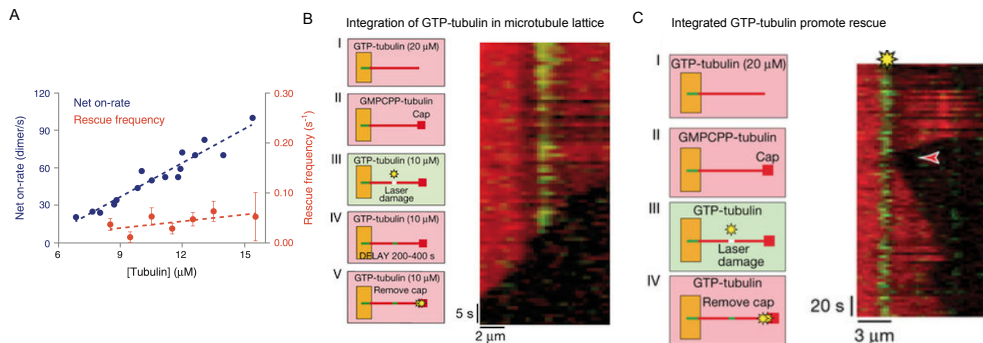 A
Net on-rate (dimer/s)
120
90
60
30
0
Net on-rate
Rescue frequency
0.30
0.20
0.10
0.00
Rescue frequency (s⁻¹)
6
9
12
15
[Tubulin] (μM)
B
Integration of GTP-tubulin in microtubule lattice
I
GTP-tubulin (20 μM)
II
GMPCPP-tubulin
Cap
III
GTP-tubulin (10 μM)
Laser
damage
IV
GTP-tubulin (10 μM)
DELAY 200-400 s
V
GTP-tubulin (10 μM)
Remove cap
5 s
2 μm
C
Integrated GTP-tubulin promote rescue
I
GTP-tubulin (20 μM)
II
GMPCPP-tubulin
Cap
III
GTP-tubulin
Laser
damage
IV
GTP-tubulin
Remove cap
20 s
3 μm